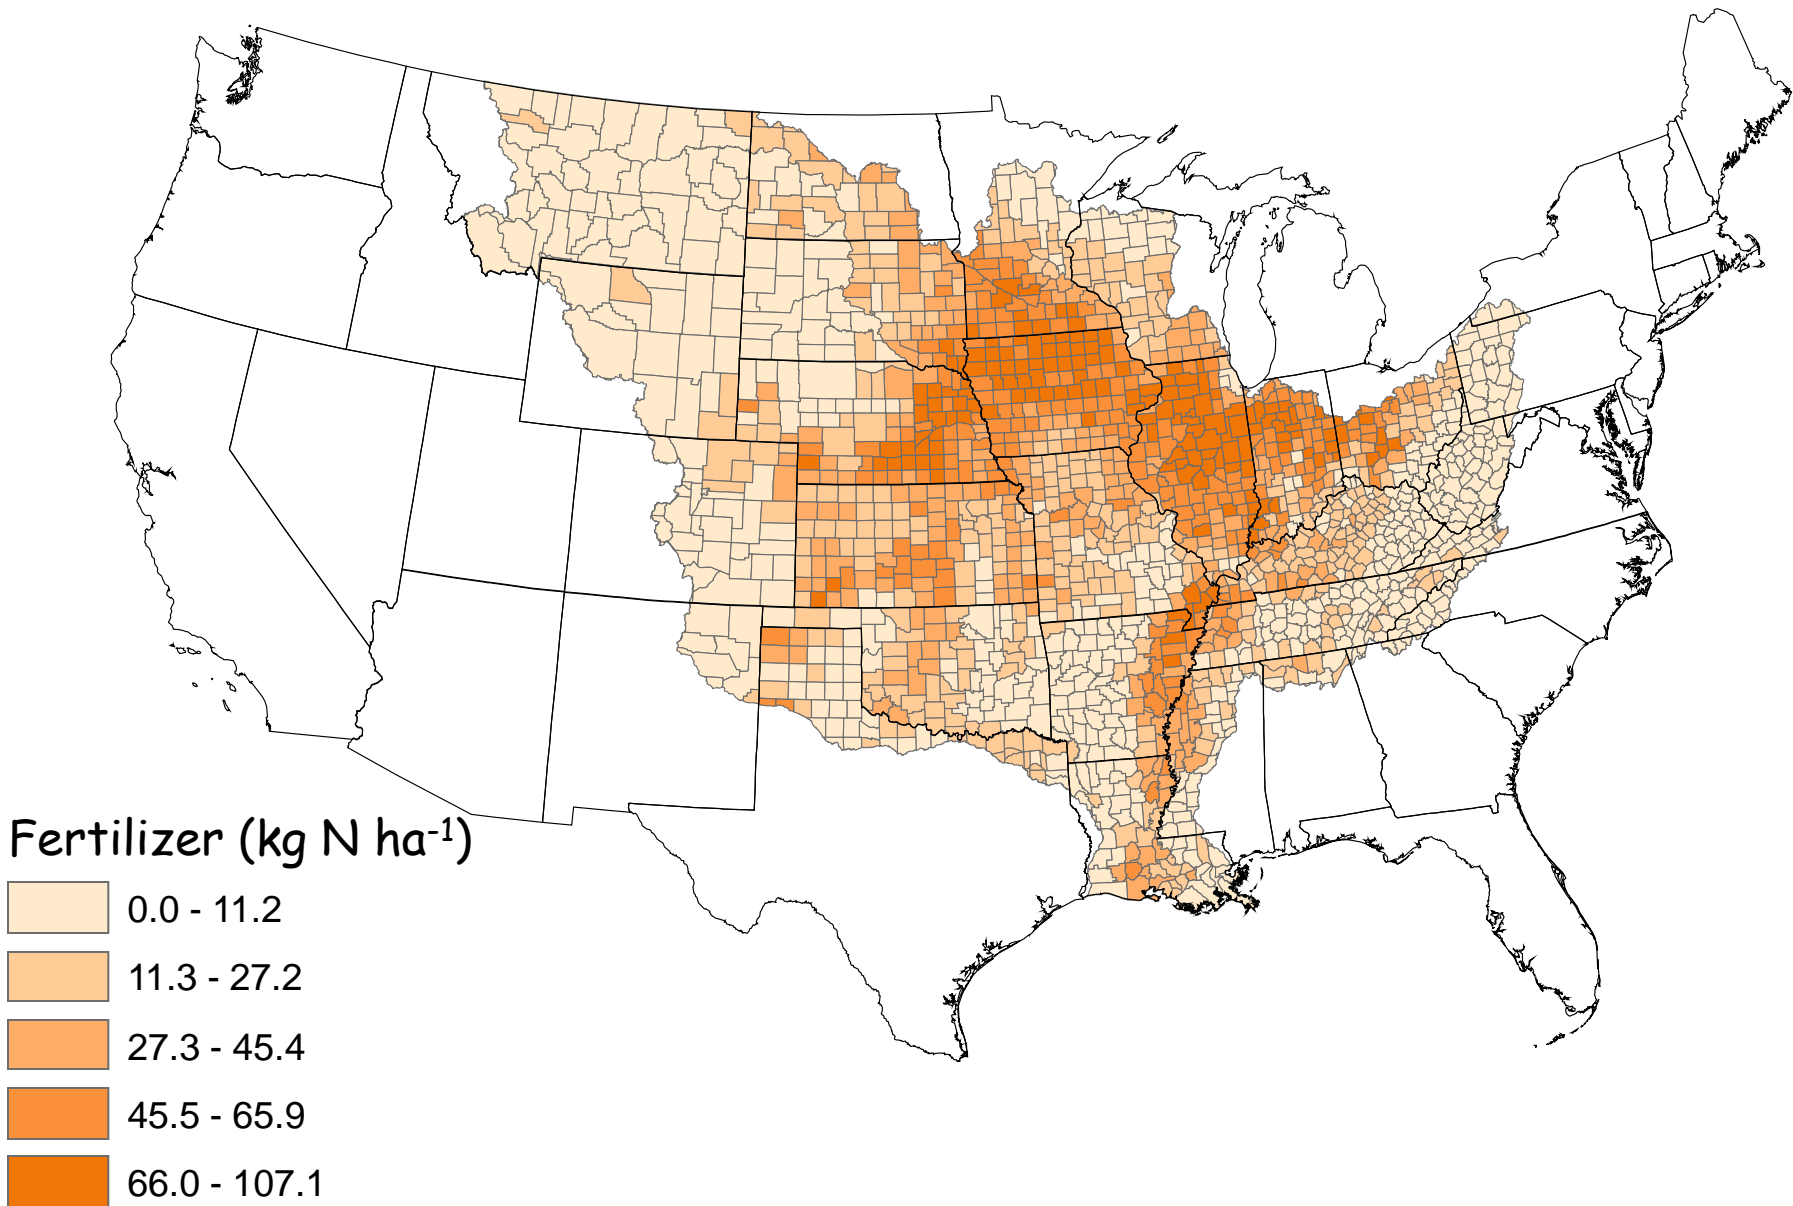 Fertilizer (kg N ha-1)
0.0 - 11.2
11.3 - 27.2
27.3 - 45.4
45.5 - 65.9
66.0 - 107.1